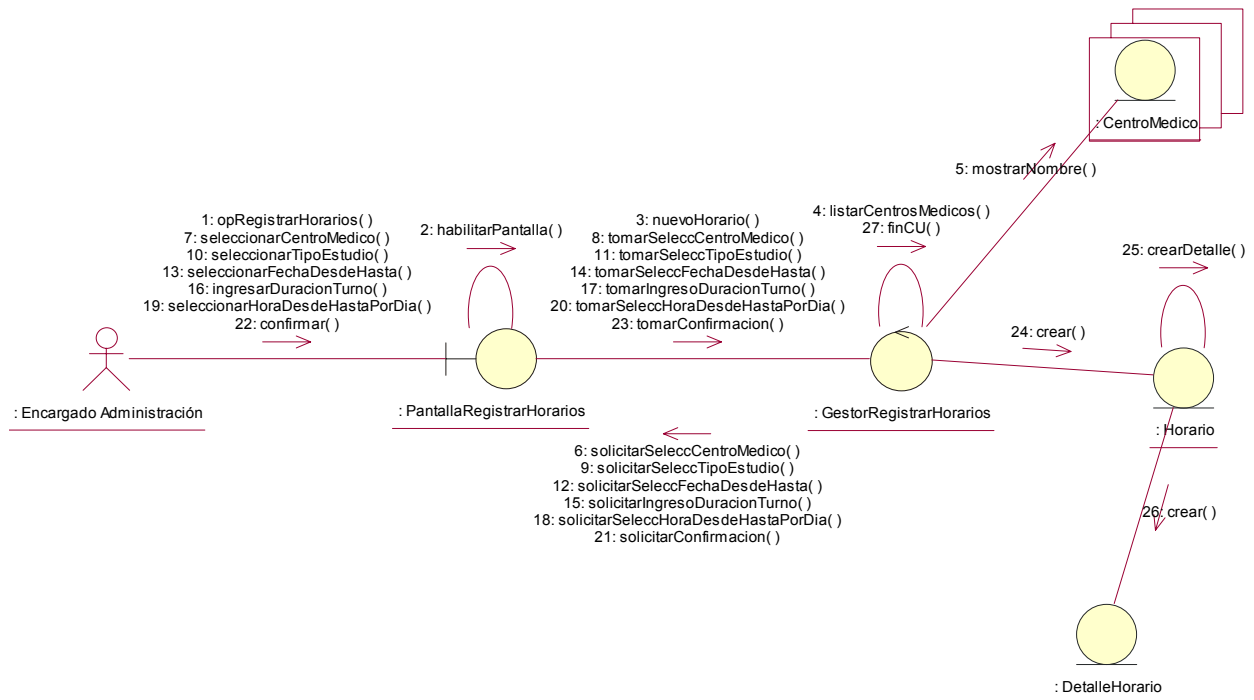 : CentroMedico
5: mostrarNombre( )
1: opRegistrarHorarios( )
7: seleccionarCentroMedico( )
10: seleccionarTipoEstudio( )
13: seleccionarFechaDesdeHasta( )
16: ingresarDuracionTurno( )
19: seleccionarHoraDesdeHastaPorDia( )
22: confirmar( )
2: habilitarPantalla( )
3: nuevoHorario( )
8: tomarSeleccCentroMedico( )
11: tomarSeleccTipoEstudio( )
14: tomarSeleccFechaDesdeHasta( )
17: tomarIngresoDuracionTurno( )
20: tomarSeleccHoraDesdeHastaPorDia( )
23: tomarConfirmacion( )
4: listarCentrosMedicos( )
27: finCU( )
25: crearDetalle( )
24: crear( )
: Encargado Administración
: PantallaRegistrarHorarios
: GestorRegistrarHorarios
: Horario
6: solicitarSeleccCentroMedico( )
9: solicitarSeleccTipoEstudio( )
12: solicitarSeleccFechaDesdeHasta( )
15: solicitarIngresoDuracionTurno( )
18: solicitarSeleccHoraDesdeHastaPorDia( )
21: solicitarConfirmacion( )
26: crear( )
: DetalleHorario